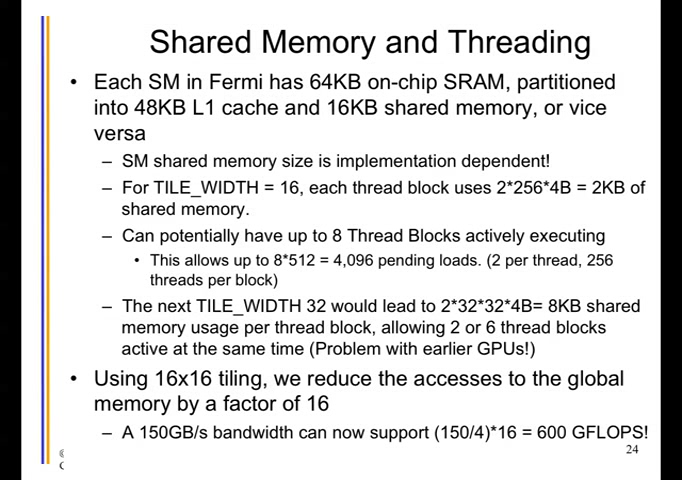 Shared Memory and Threading
• Each SM in Fermi has 64KB on-chip SRAM, partitioned
into 48KB L1 cache and 16KB shared memory, or vice
versa
– SM shared memory size is implementation dependent!
– For TILE_WIDTH = 16, each thread block uses 2*256*4B = 2KB of
shared memory.
– Can potentially have up to 8 Thread Blocks actively executing
• This allows up to 8*512 = 4,096 pending loads. (2 per thread, 256
threads per block)
– The next TILE_WIDTH 32 would lead to 2*32*32*4B= 8KB shared
memory usage per thread block, allowing 2 or 6 thread blocks
active at the same time (Problem with earlier GPUs!)
• Using 16x16 tiling, we reduce the accesses to the global
memory by a factor of 16
– A 150GB/s bandwidth can now support (150/4)*16 = 600 GFLOPS!
24